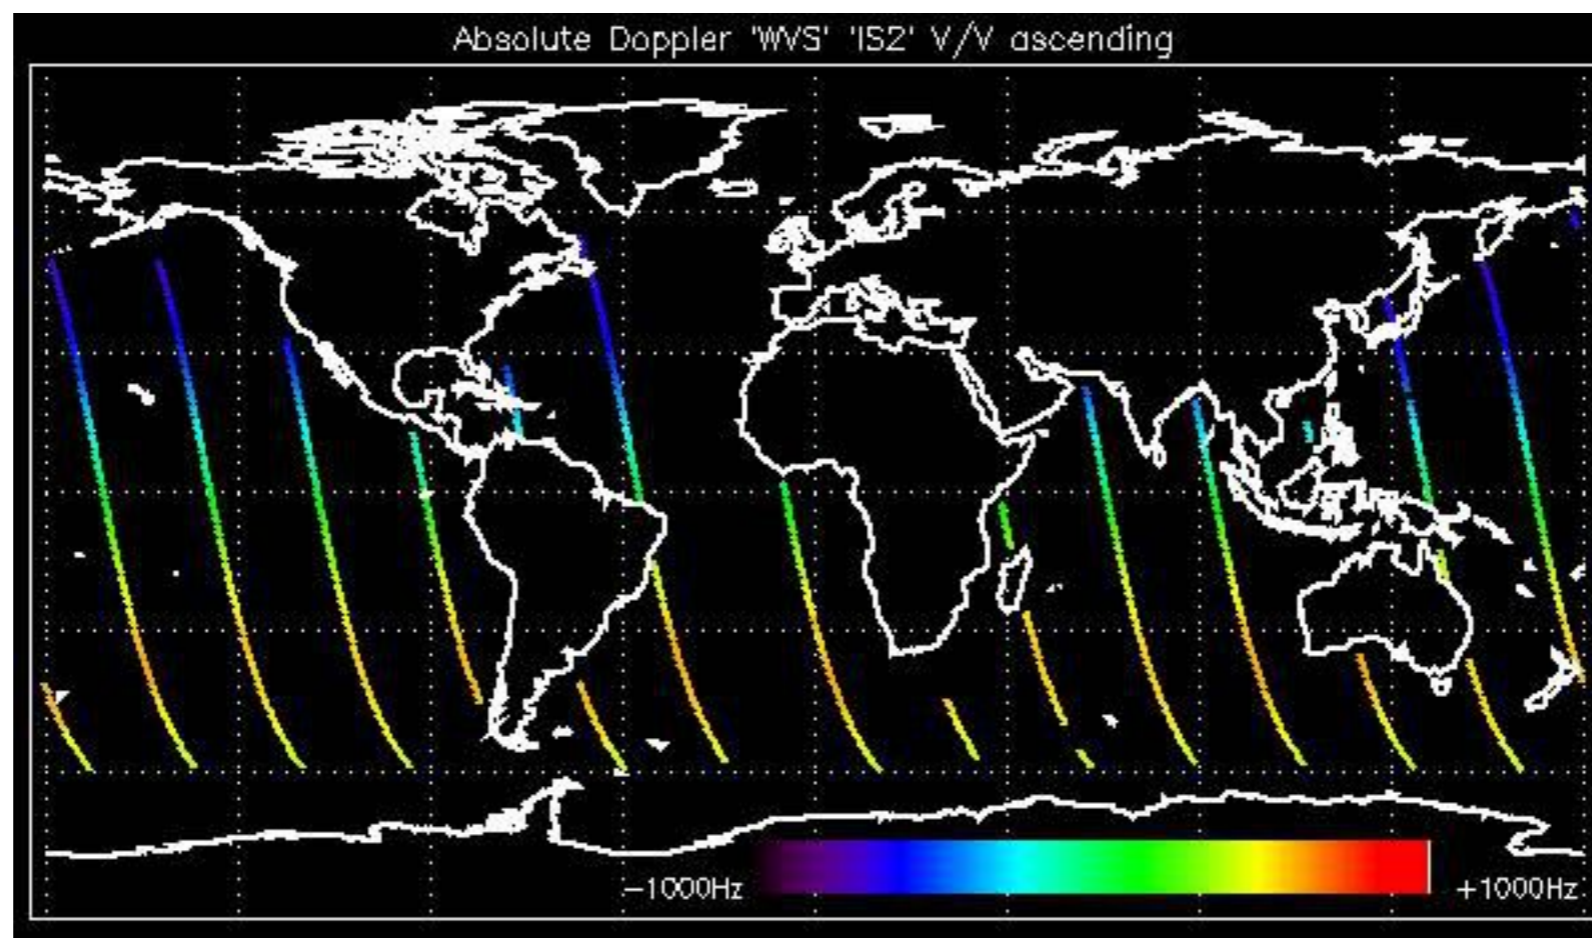 Absolute Doppler 'WVS' 'IS2' V/V ascending
−1000Hz
+1000Hz